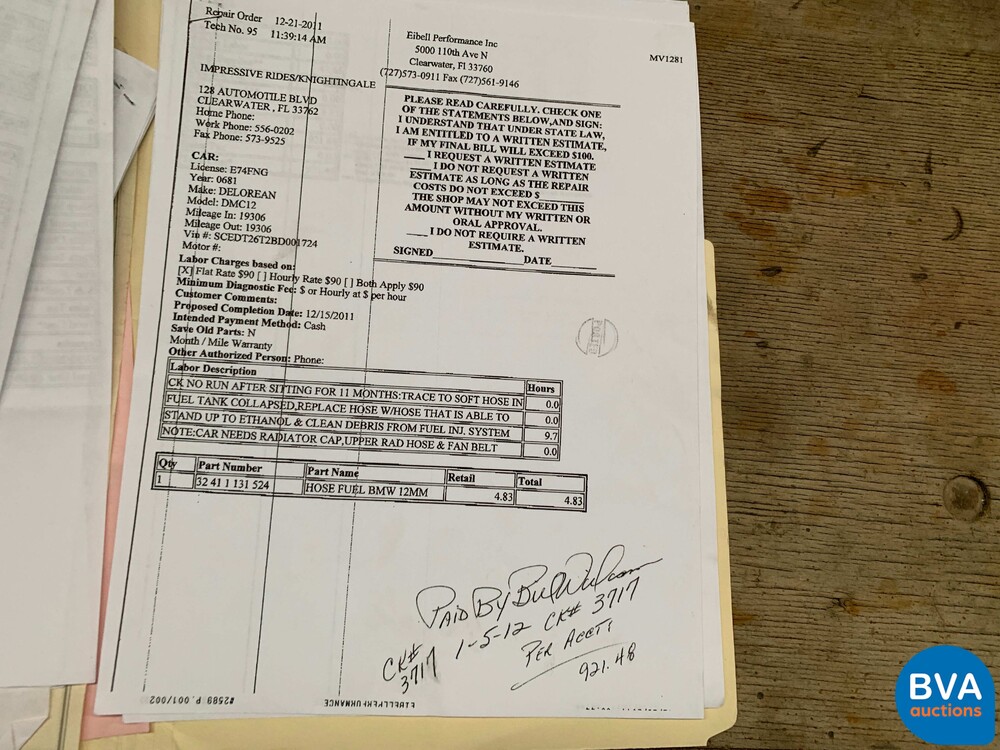 Repair Order 12-21-2011
Tech No. 95 11:39:14 AM
Eibell Performance Inc
5000 110th Ave N
Clearwater, Fl 33760
(727)573-0911 Fax (727)561-9146
MV1281
IMPRESSIVE RIDES/KNIGHTINGALE
128 AUTOMOTILE BLVD
CLEARWATER , FL 33762
Home Phone:
Work Phone: 556-0202
Fax Phone: 573-9525
PLEASE READ CAREFULLY. CHECK ONE
OF THE STATEMENTS BELOW,AND SIGN:
I UNDERSTAND THAT UNDER STATE LAW,
I AM ENTITLED TO A WRITTEN ESTIMATE,
IF MY FINAL BILL WILL EXCEED $100.
____ I REQUEST A WRITTEN ESTIMATE
____ I DO NOT REQUEST A WRITTEN
ESTIMATE AS LONG AS THE REPAIR
COSTS DO NOT EXCEED $________
THE SHOP MAY NOT EXCEED THIS
AMOUNT WITHOUT MY WRITTEN OR
ORAL APPROVAL.
____ I DO NOT REQUIRE A WRITTEN
ESTIMATE.
SIGNED______________ DATE________
CAR:
License: E74FNG
Year: 0681
Make: DELOREAN
Model: DMC12
Mileage In: 19306
Mileage Out: 19306
Vin #: SCEDT26T2BD001724
Motor #:
Labor Charges based on:
[X] Flat Rate $90 [ ] Hourly Rate $90 [ ] Both Apply $90
Minimum Diagnostic Fee: $ or Hourly at $ per hour
Customer Comments:
Proposed Completion Date: 12/15/2011
Intended Payment Method: Cash
Save Old Parts: N
Month / Mile Warranty
Other Authorized Person: Phone:
Labor Description Hours
CK NO RUN AFTER SITTING FOR 11 MONTHS:TRACE TO SOFT HOSE IN 0.0
FUEL TANK COLLAPSED,REPLACE HOSE W/HOSE THAT IS ABLE TO 0.0
STAND UP TO ETHANOL & CLEAN DEBRIS FROM FUEL INJ. SYSTEM 9.7
NOTE:CAR NEEDS RADIATOR CAP,UPPER RAD HOSE & FAN BELT 0.0
Qty Part Number Part Name Retail Total
1 32 41 1 131 524 HOSE FUEL BMW 12MM 4.83 4.83
POSTED
PAID BY Bill
CK# 3717 1-5-12 CK# 3717
PER ACCT:
921.48
#2589 P.001/002
EIBELLPERFORMANCE
BVA
auctions